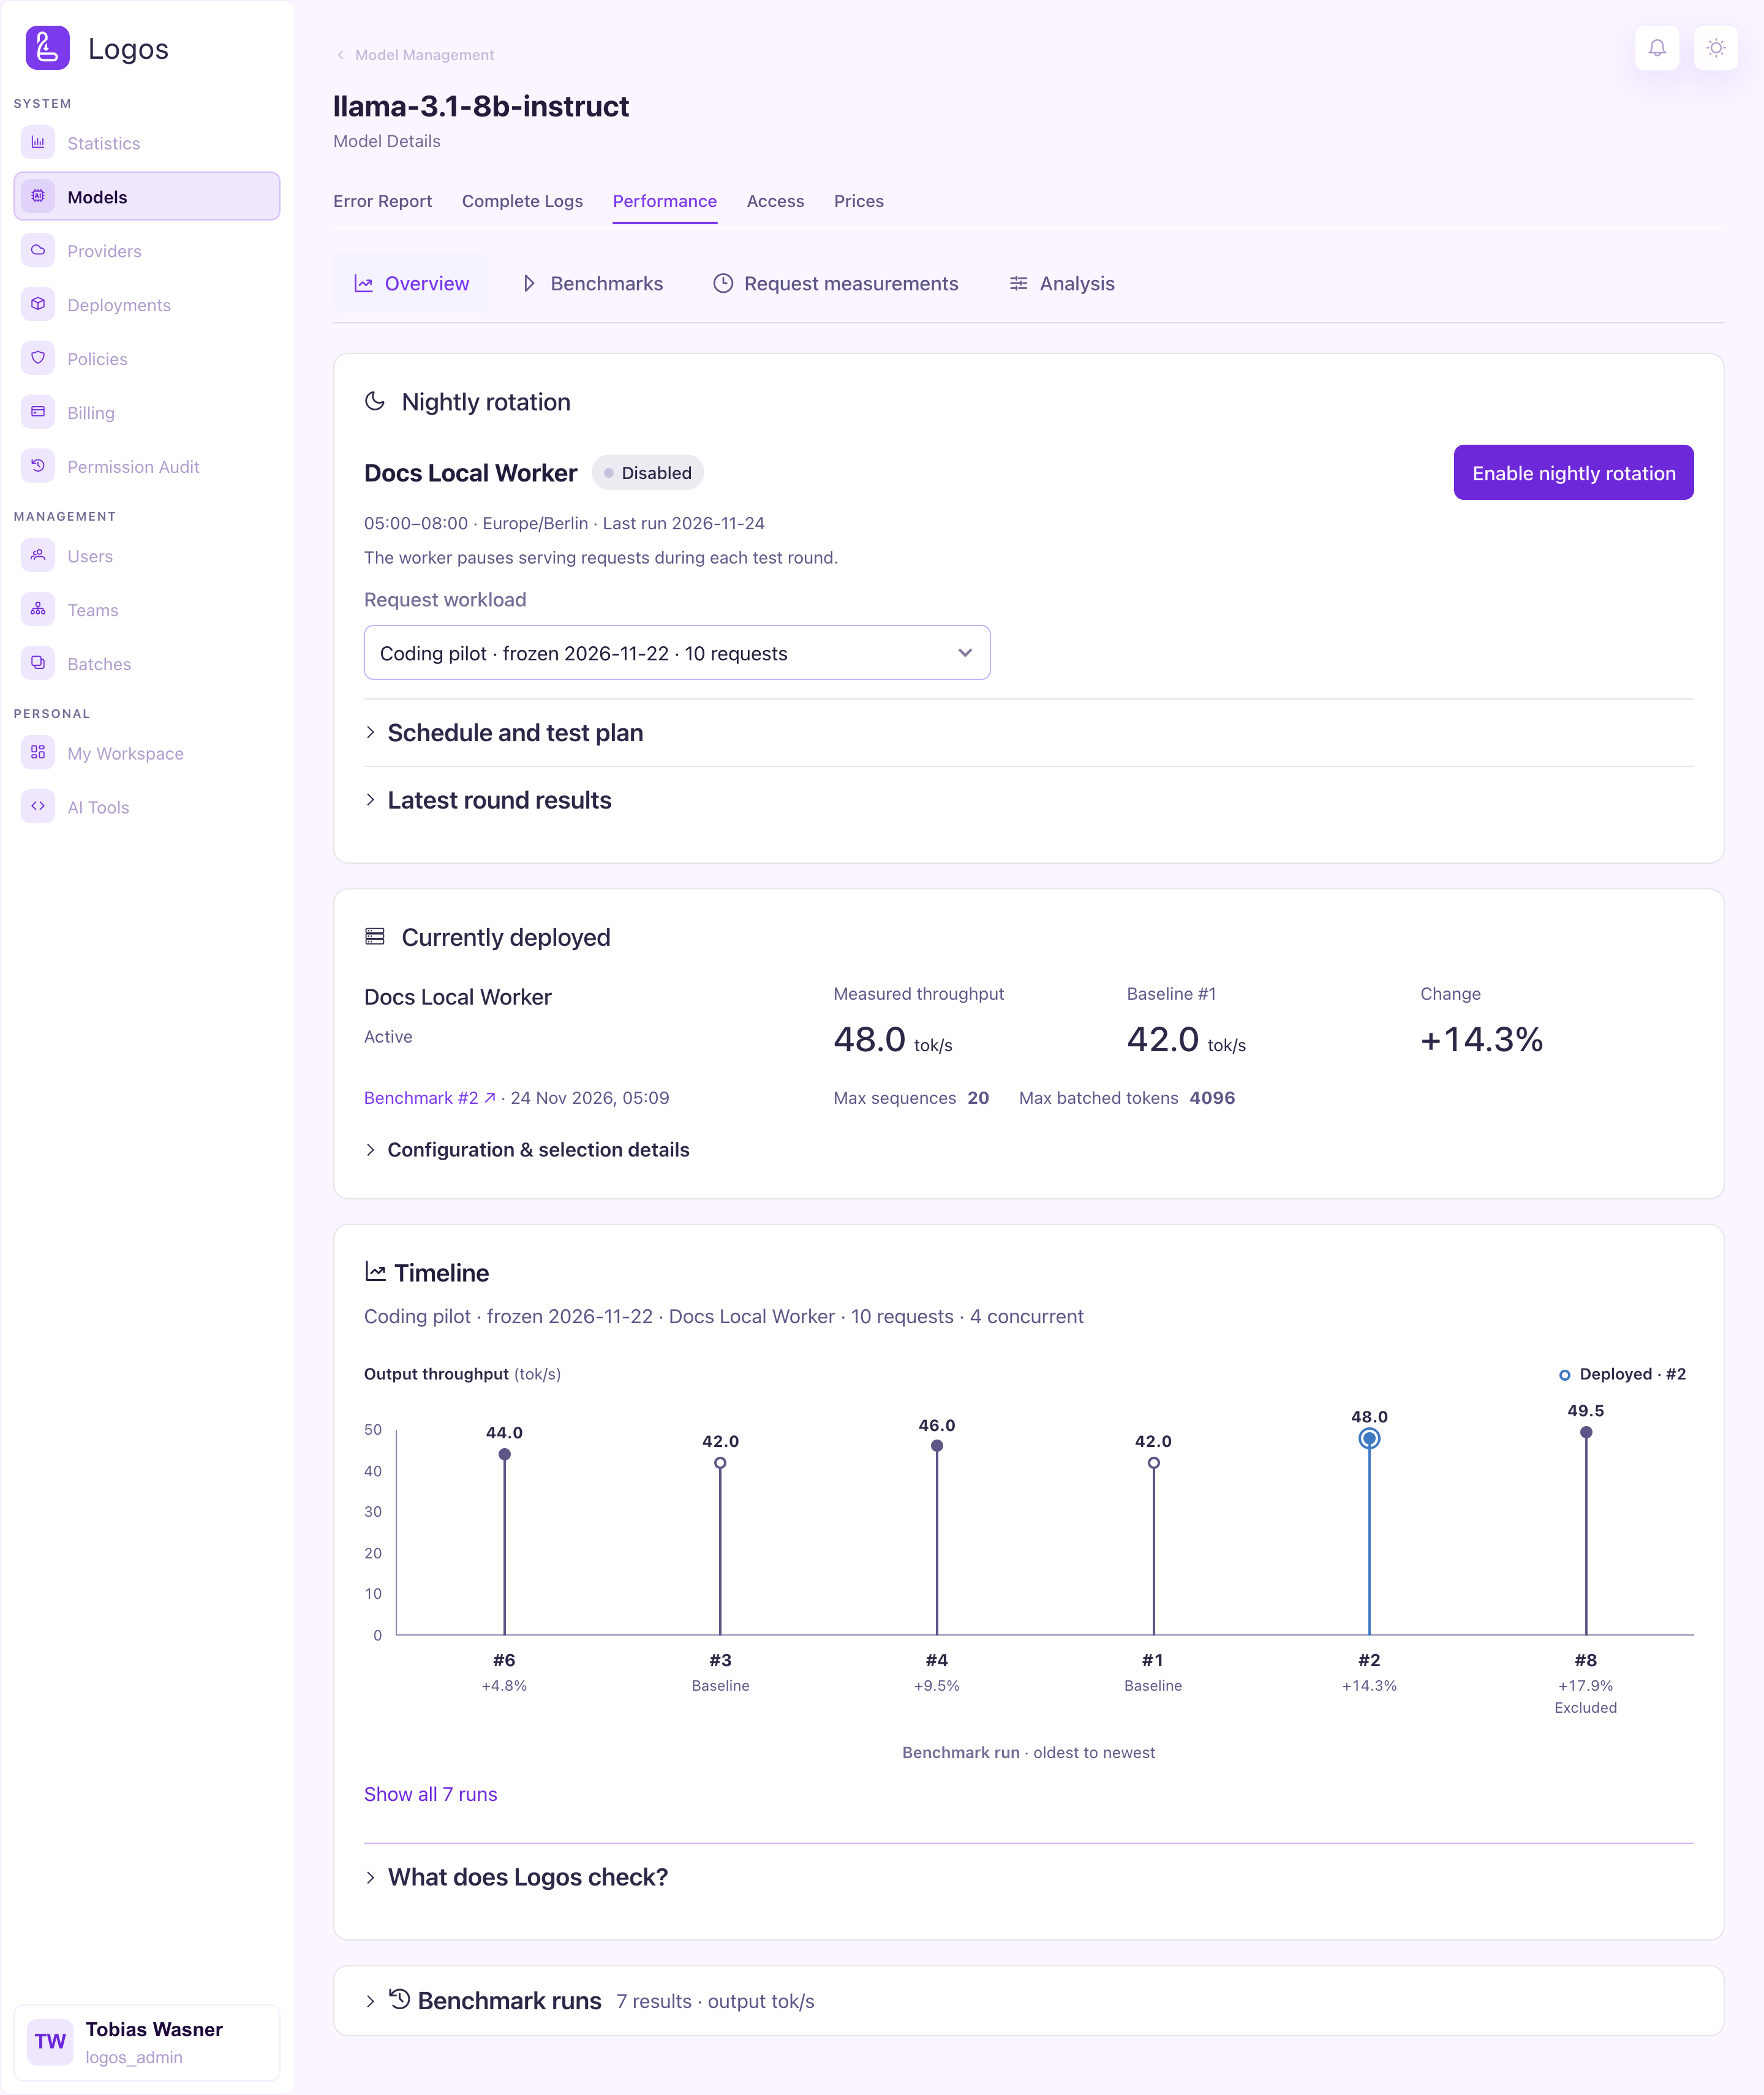 Logos
SYSTEM
Statistics
Models
Providers
Deployments
Policies
Billing
Permission Audit
MANAGEMENT
Users
Teams
Batches
PERSONAL
My Workspace
AI Tools
TW
Tobias Wasner
logos_admin
Model Management
llama-3.1-8b-instruct
Model Details
Error Report Complete Logs Performance Access Prices
Overview Benchmarks Request measurements Analysis
Nightly rotation
Docs Local Worker Disabled Enable nightly rotation
05:00–08:00 · Europe/Berlin · Last run 2026-11-24
The worker pauses serving requests during each test round.
Request workload
Coding pilot · frozen 2026-11-22 · 10 requests
Schedule and test plan
Latest round results
Currently deployed
Docs Local Worker Measured throughput Baseline #1 Change
Active 48.0 tok/s 42.0 tok/s +14.3%
Benchmark #2 ↗ · 24 Nov 2026, 05:09 Max sequences 20 Max batched tokens 4096
Configuration & selection details
Timeline
Coding pilot · frozen 2026-11-22 · Docs Local Worker · 10 requests · 4 concurrent
Output throughput (tok/s) Deployed · #2
44.0 42.0 46.0 42.0 48.0 49.5
50
40
30
20
10
0
#6 #3 #4 #1 #2 #8
+4.8% Baseline +9.5% Baseline +14.3% +17.9%
Excluded
Benchmark run · oldest to newest
Show all 7 runs
What does Logos check?
Benchmark runs 7 results · output tok/s